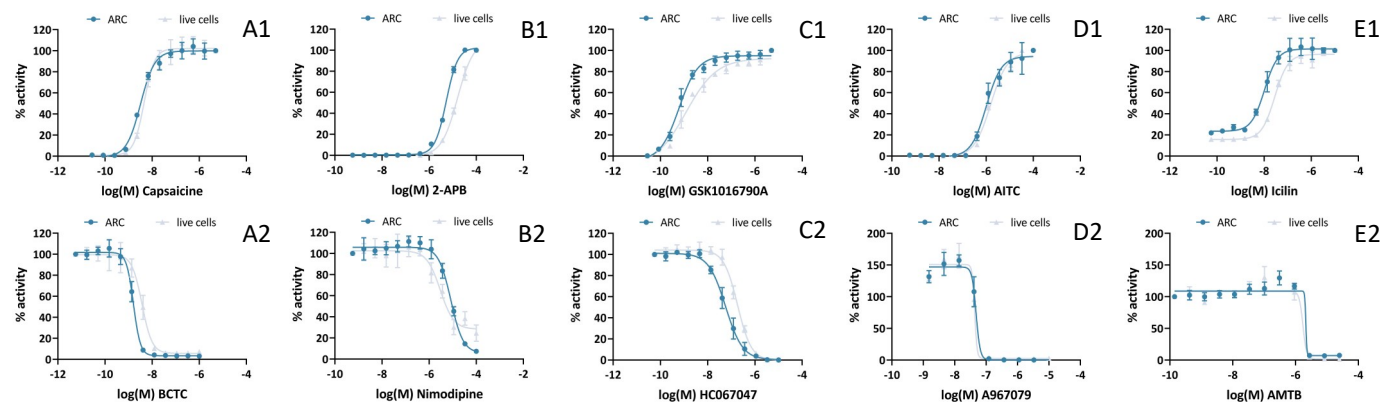 ARC live cells A1
% activity
120
100
80
60
40
20
0
-12 -10 -8 -6 -4
log(M) Capsaicine
ARC live cells B1
% activity
120
100
80
60
40
20
0
-10 -8 -6 -4 -2
log(M) 2-APB
ARC live cells C1
% activity
120
100
80
60
40
20
0
-12 -10 -8 -6 -4
log(M) GSK1016790A
ARC live cells D1
% activity
120
100
80
60
40
20
0
-10 -8 -6 -4 -2
log(M) AITC
ARC live cells E1
% activity
120
100
80
60
40
20
0
-12 -10 -8 -6 -4
log(M) Icilin
ARC live cells A2
% activity
120
100
80
60
40
20
0
-12 -10 -8 -6 -4
log(M) BCTC
ARC live cells B2
% activity
120
100
80
60
40
20
0
-10 -8 -6 -4 -2
log(M) Nimodipine
ARC live cells C2
% activity
120
100
80
60
40
20
0
-12 -10 -8 -6 -4
log(M) HC067047
ARC live cells D2
% activity
200
150
100
50
0
-10 -9 -8 -7 -6 -5 -4
log(M) A967079
ARC live cells E2
% activity
200
150
100
50
0
-10 -8 -6 -4
log(M) AMTB